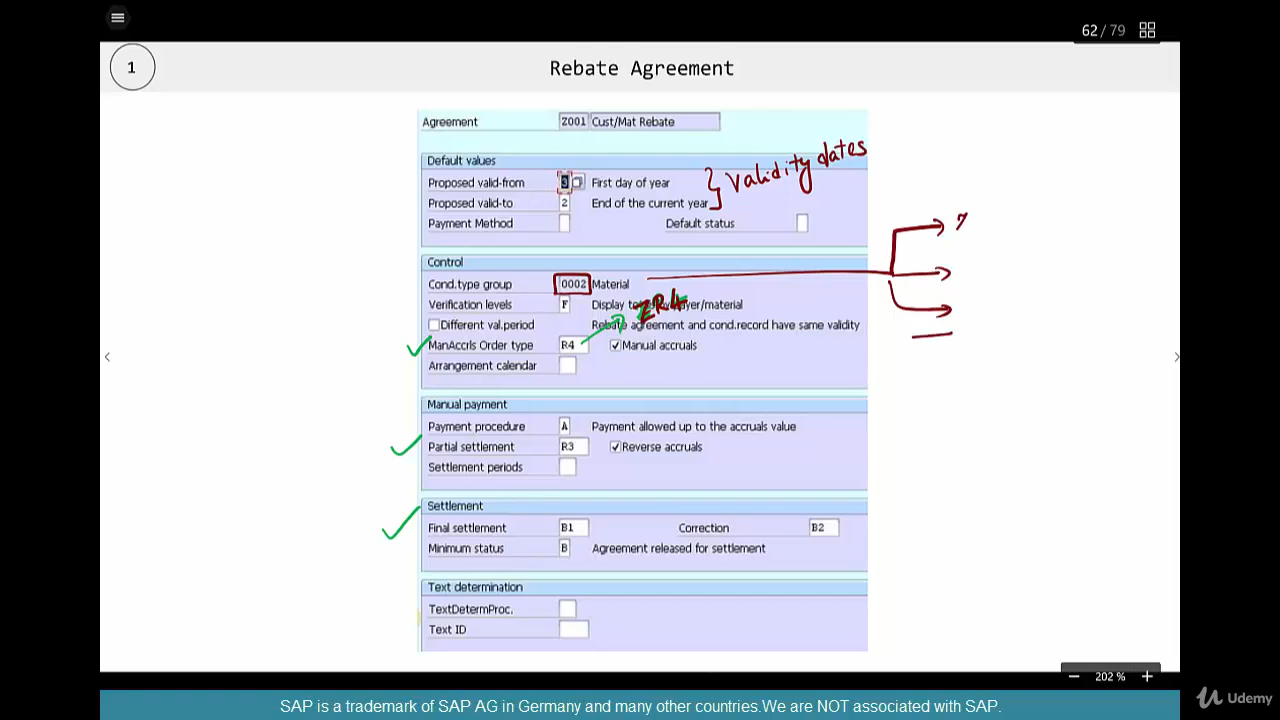 62 / 79
1
Rebate Agreement
Agreement Z001 Cust/Mat Rebate
Default values
Proposed valid-from 3 First day of year
Proposed valid-to 2 End of the current year
} Validity dates
Payment Method Default status
%
Control
Cond.type group 0002 Material
Verification levels F Display totals by payer/material
ZR4
Different val.period Rebate agreement and cond.record have same validity
ManAccrls Order type R4 Manual accruals
Arrangement calendar
Manual payment
Payment procedure A Payment allowed up to the accruals value
Partial settlement R3 Reverse accruals
Settlement periods
Settlement
Final settlement B1 Correction B2
Minimum status B Agreement released for settlement
Text determination
TextDetermProc.
Text ID
202 %
SAP is a trademark of SAP AG in Germany and many other countries.We are NOT associated with SAP.
Udemy